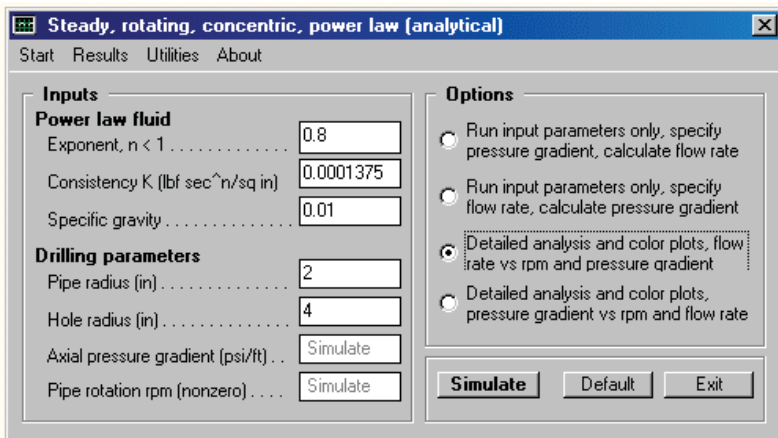 Steady, rotating, concentric, power law (analytical)
Start Results Utilities About
Inputs
Power law fluid
Exponent, n < 1 . . . . . . . . . . . . . 0.8
Consistency K (lbf sec^n/sq in) 0.0001375
Specific gravity . . . . . . . . . . . . . . 0.01
Drilling parameters
Pipe radius (in) . . . . . . . . . . . . . . 2
Hole radius (in) . . . . . . . . . . . . . . 4
Axial pressure gradient (psi/ft) . . Simulate
Pipe rotation rpm (nonzero) . . . . Simulate
Options
Run input parameters only, specify
pressure gradient, calculate flow rate
Run input parameters only, specify
flow rate, calculate pressure gradient
Detailed analysis and color plots, flow
rate vs rpm and pressure gradient
Detailed analysis and color plots,
pressure gradient vs rpm and flow rate
Simulate Default Exit